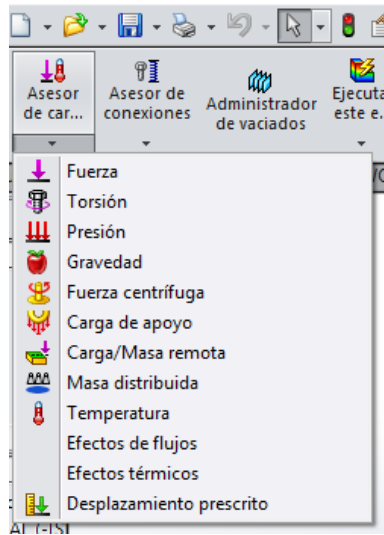 Asesor de car...
Asesor de conexiones
Administrador de vaciados
Ejecuta este e.
Fuerza
Torsión
Presión
Gravedad
Fuerza centrífuga
Carga de apoyo
Carga/Masa remota
Masa distribuida
Temperatura
Efectos de flujos
Efectos térmicos
Desplazamiento prescrito